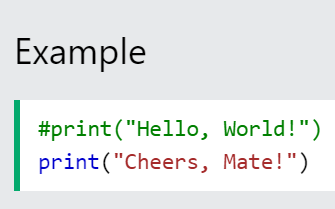 Example
#print("Hello, World!")
print("Cheers, Mate!")